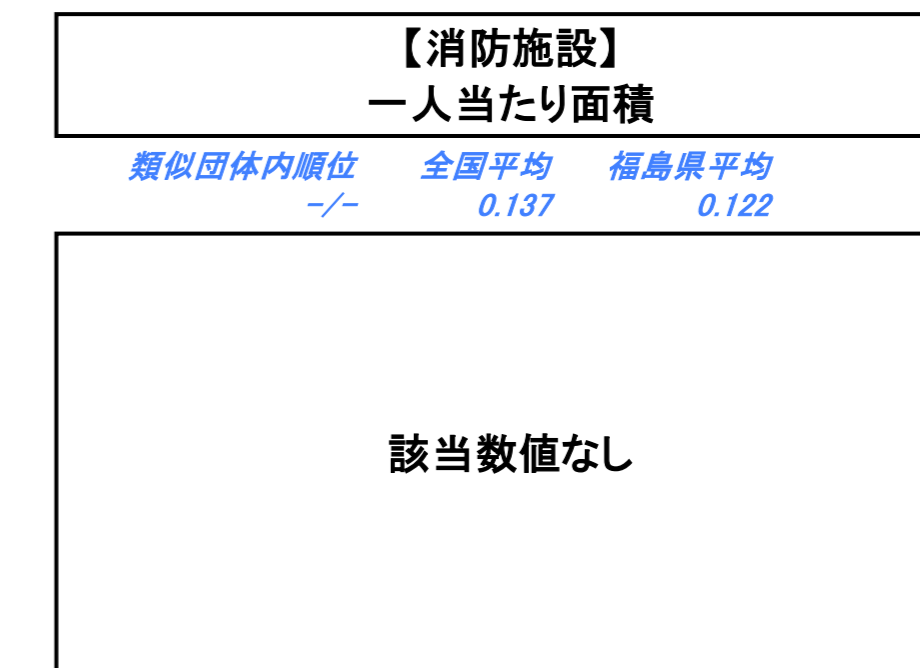 【消防施設】
一人当たり面積
類似団体内順位 全国平均 福島県平均
-/- 0.137 0.122
該当数値なし